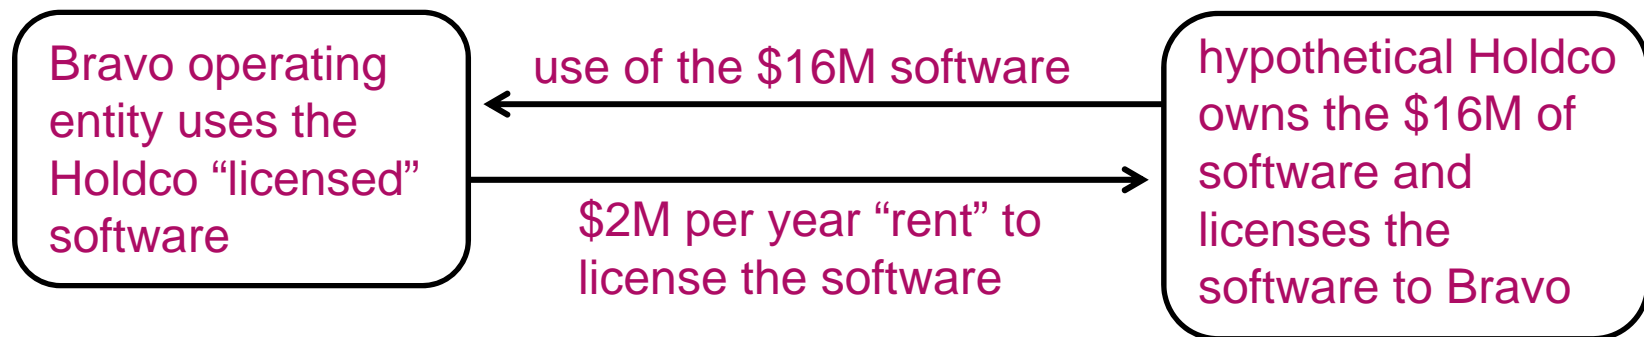 Bravo operating
entity uses the
Holdco “licensed”
software
use of the $16M software
$2M per year “rent” to
license the software
hypothetical Holdco
owns the $16M of
software and
licenses the
software to Bravo